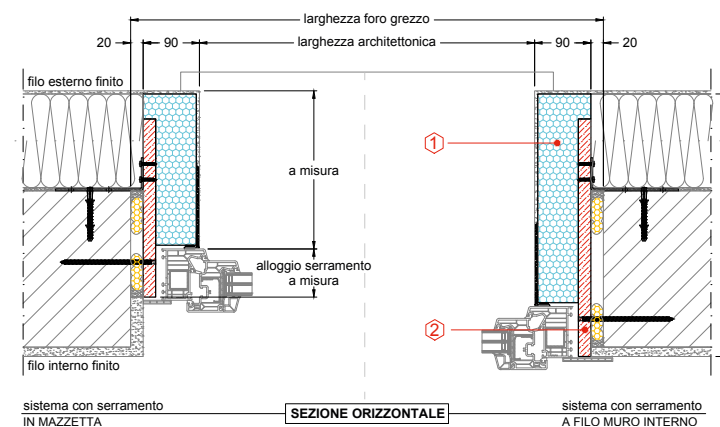 larghezza foro grezzo
20 90 larghezza architettonica 90 20
filo esterno finito
1
a misura
alloggio serramento
a misura
2
filo interno finito
sistema con serramento
IN MAZZETTA
SEZIONE ORIZZONTALE
sistema con serramento
A FILO MURO INTERNO